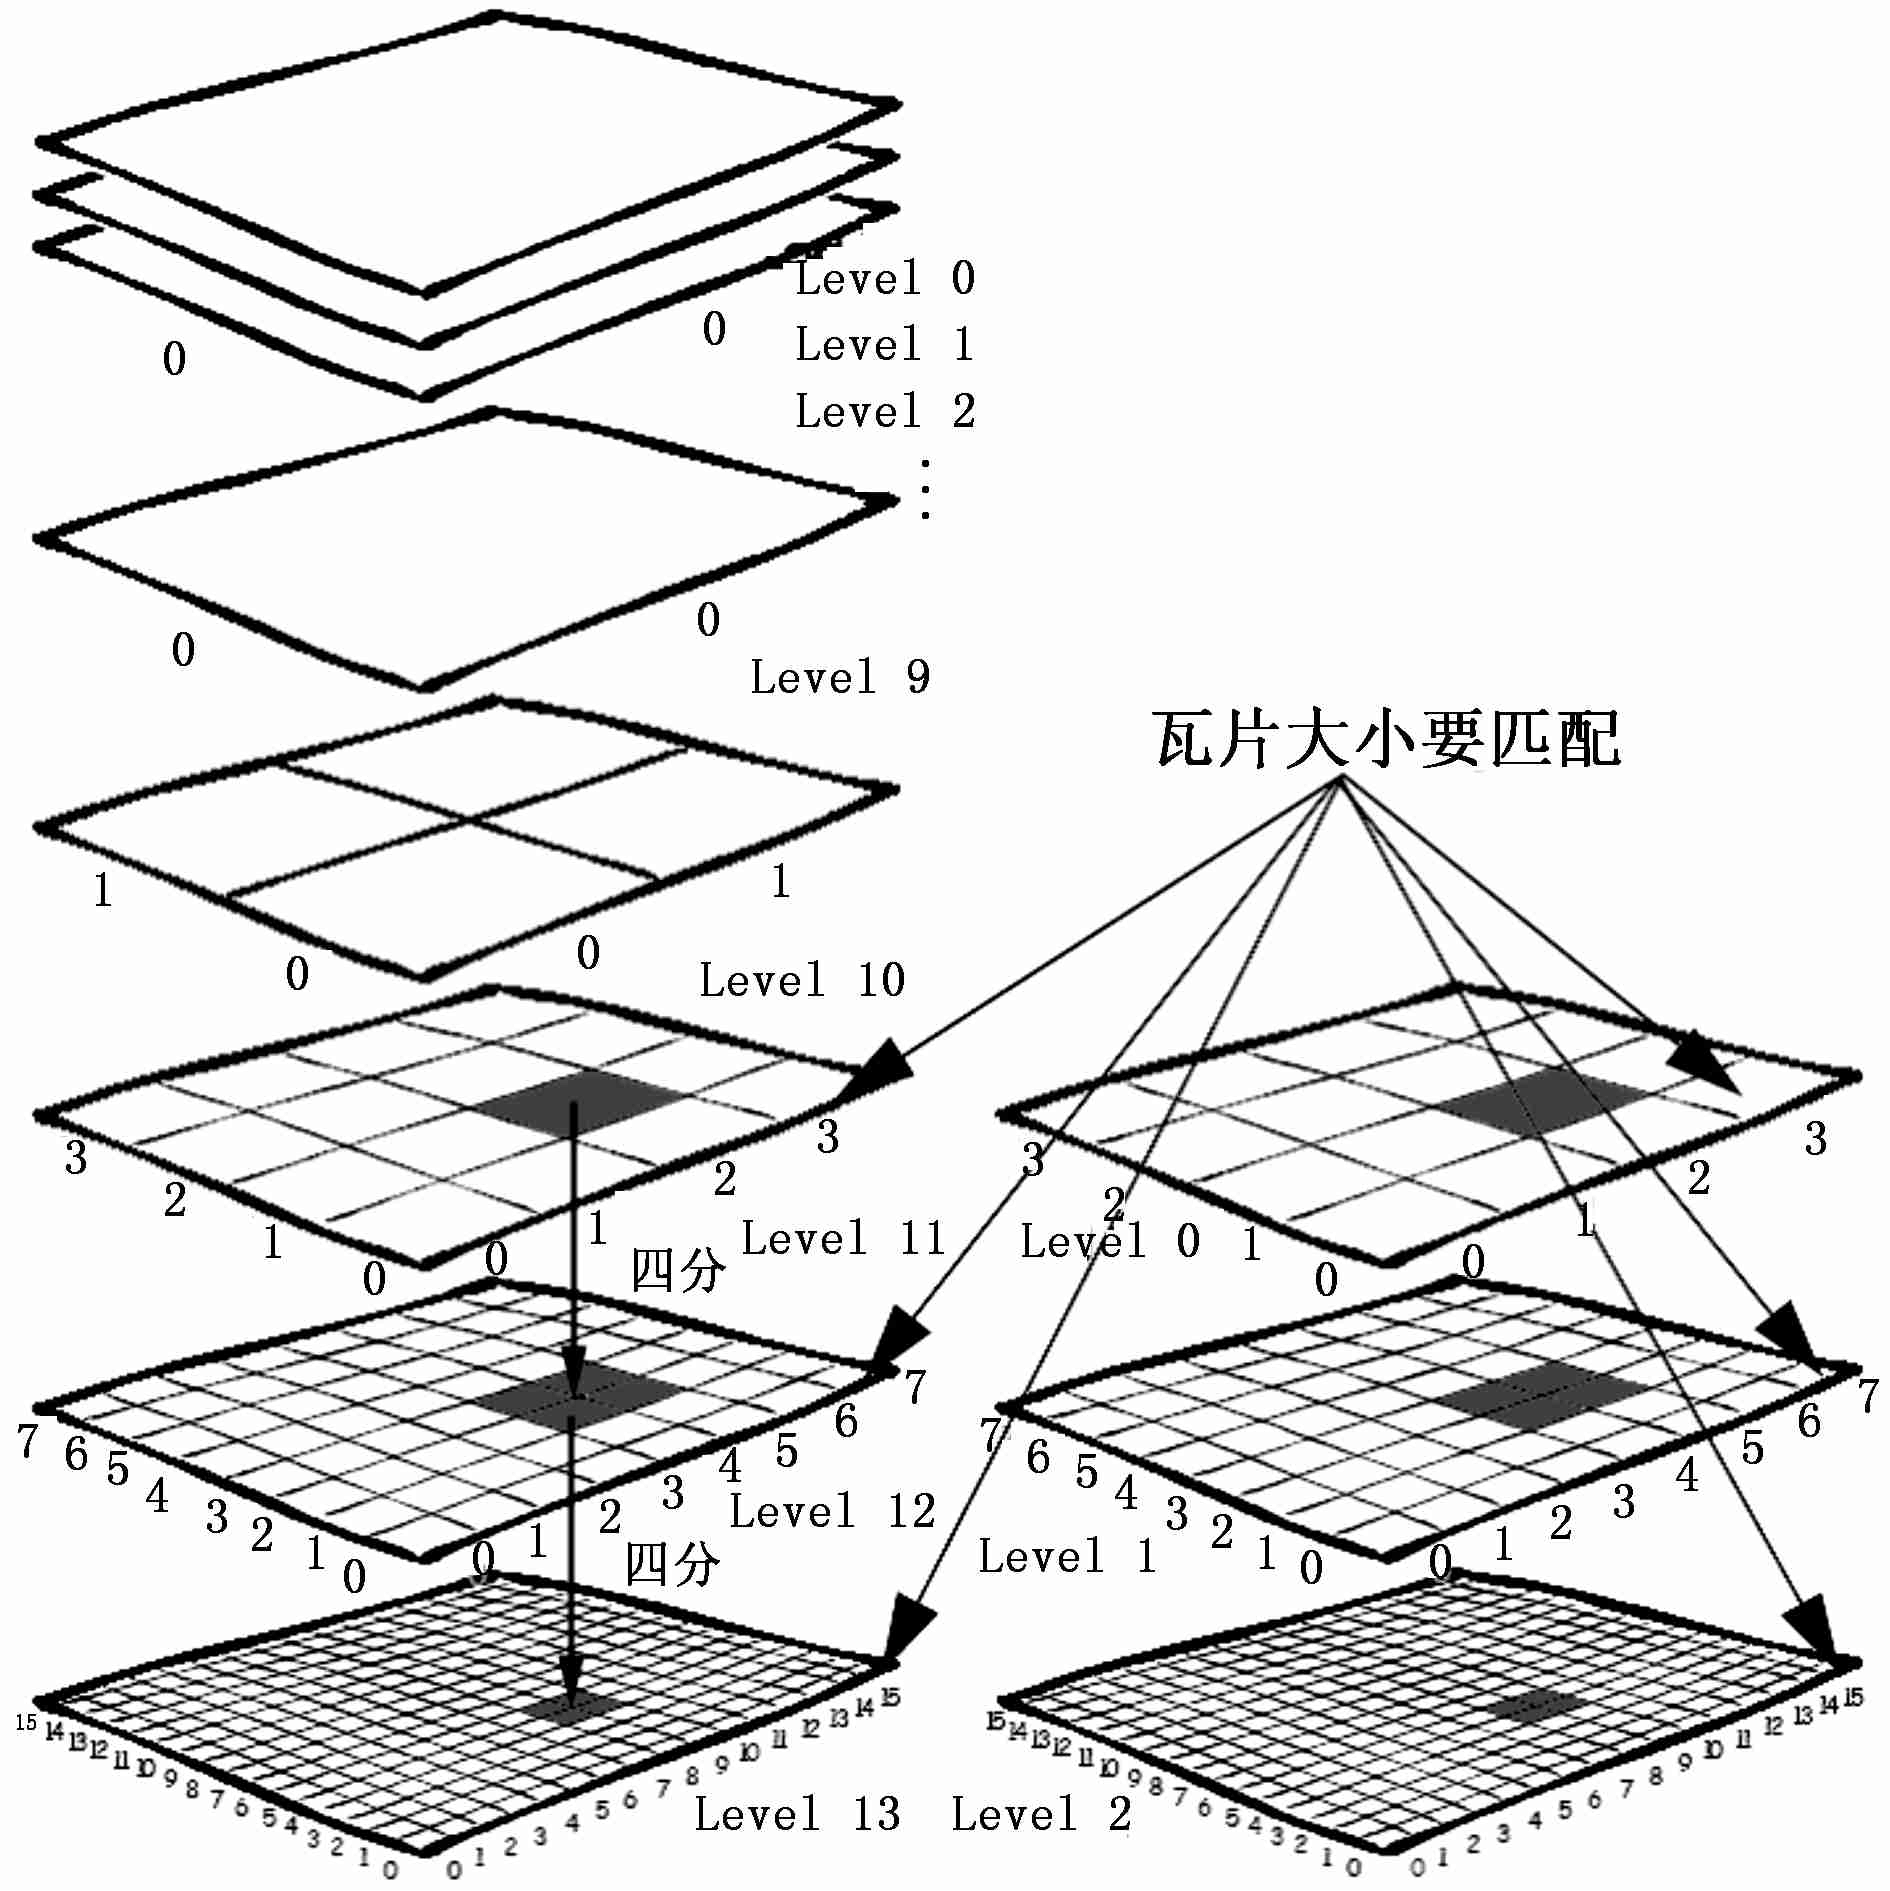 Level 0
0 0
Level 1
Level 2
⋮
0 0
Level 9
瓦片大小要匹配
1 1
0 0
Level 10
3 2 1 0 0 1 2 3
Level 11
四分
3 2 1 0 0 1 2 3
Level 0
7 6 5 4 3 2 1 0 0 1 2 3 4 5 6 7
Level 12
四分
7 6 5 4 3 2 1 0 0 1 2 3 4 5 6 7
Level 1
15 14 13 12 11 10 9 8 7 6 5 4 3 2 1 0 0 1 2 3 4 5 6 7 8 9 10 11 12 13 14 15
Level 13
15 14 13 12 11 10 9 8 7 6 5 4 3 2 1 0 0 1 2 3 4 5 6 7 8 9 10 11 12 13 14 15
Level 2